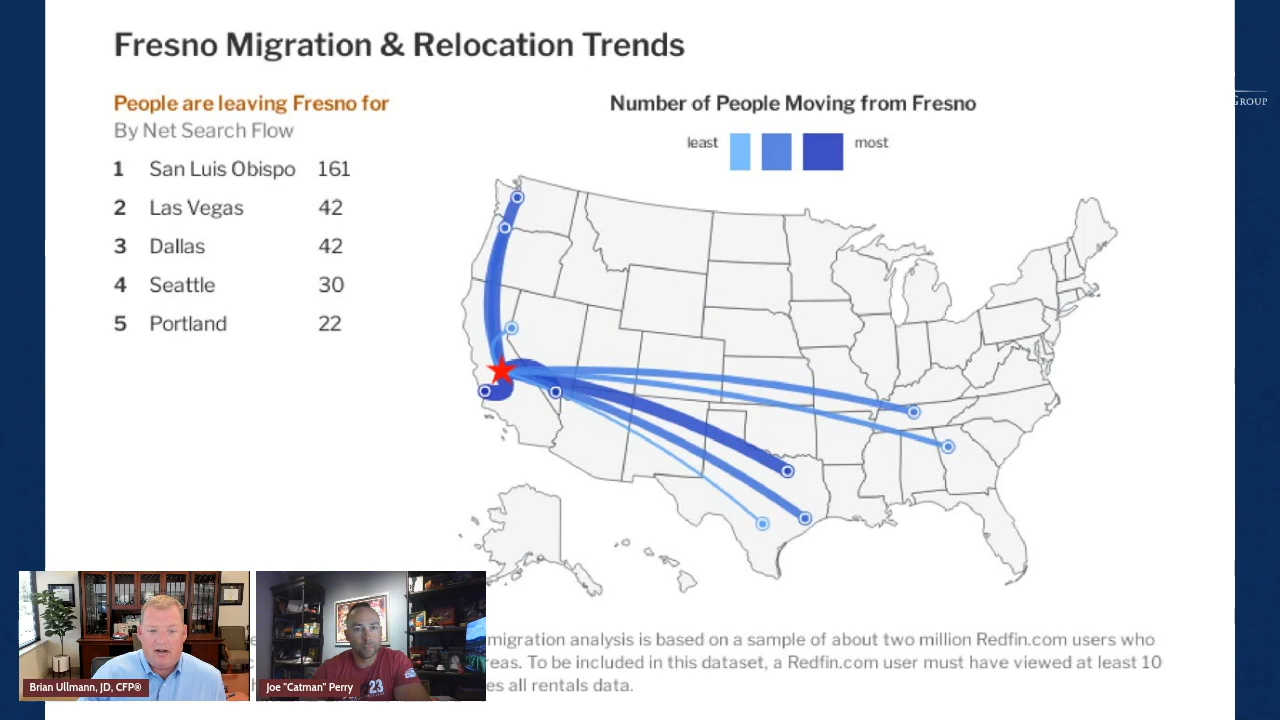 Fresno Migration & Relocation Trends
People are leaving Fresno for
By Net Search Flow
1 San Luis Obispo 161
2 Las Vegas 42
3 Dallas 42
4 Seattle 30
5 Portland 22
Number of People Moving from Fresno
least most
GROUP
migration analysis is based on a sample of about two million Redfin.com users who
To be included in this dataset, a Redfin.com user must have viewed at least 10
all rentals data.
23
Brian Ullmann, JD, CFP®
Joe "Catman" Perry